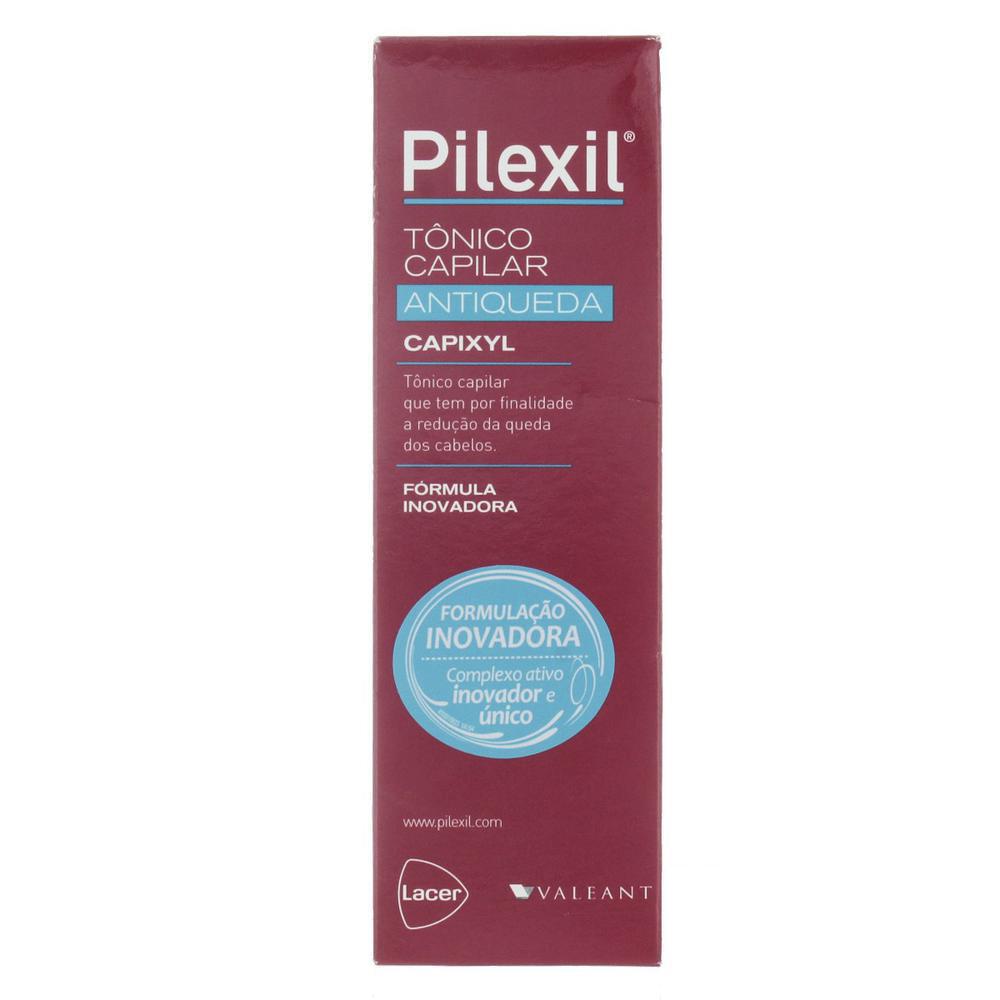 Pilexil®
TÔNICO
CAPILAR
ANTIQUEDA
CAPIXYL
Tônico capilar
que tem por finalidade
a redução da queda
dos cabelos.
FÓRMULA
INOVADORA
FORMULAÇÃO
INOVADORA
Complexo ativo
inovador e
único
www.pilexil.com
Lacer
VALEANT